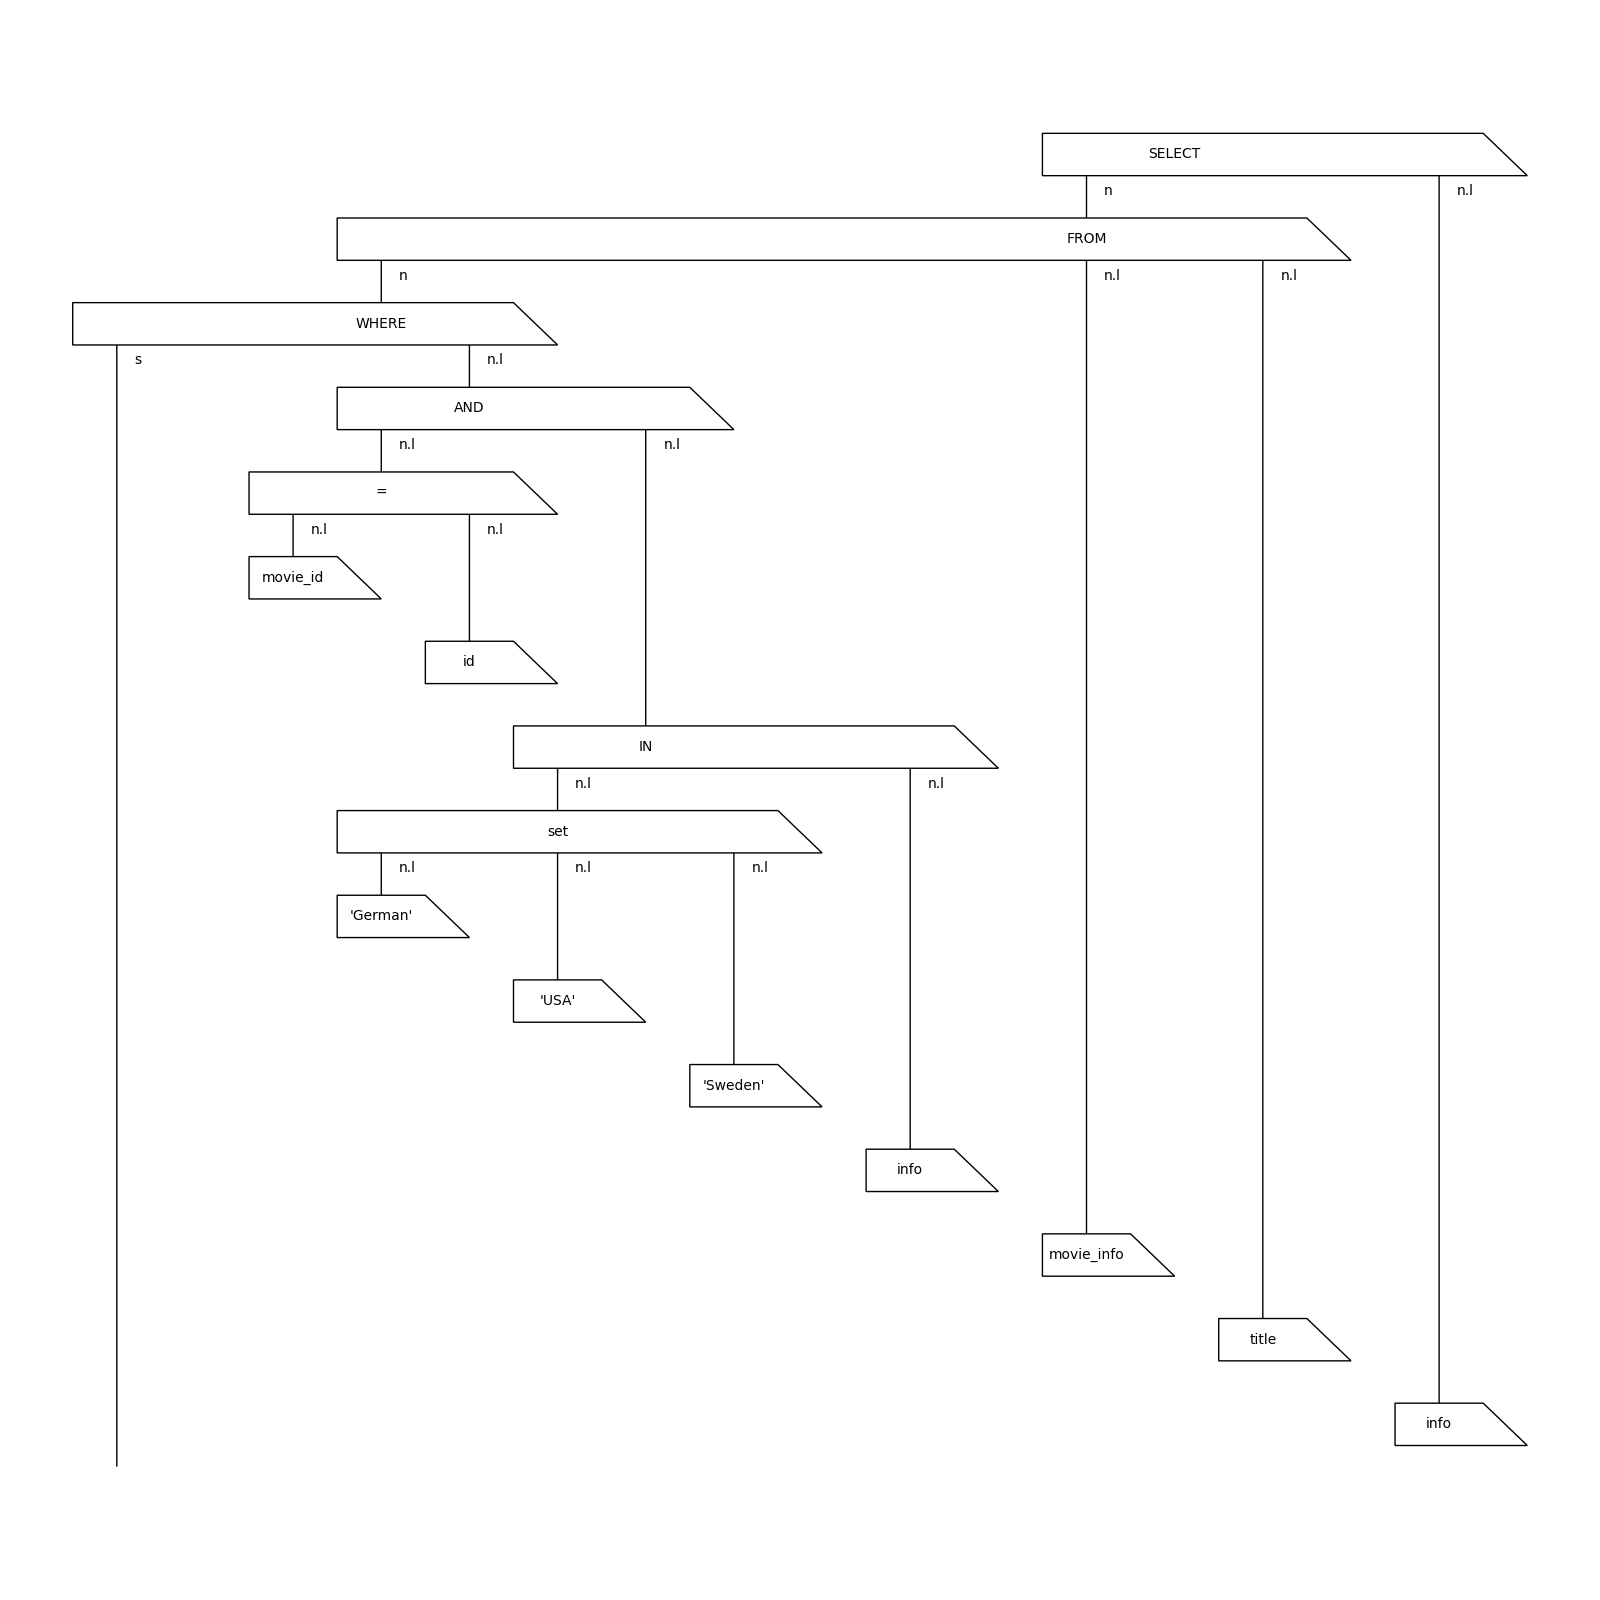 SELECT
n n.l
FROM
n n.l n.l
WHERE
s n.l
AND
n.l n.l
=
n.l n.l
movie_id
id
IN
n.l n.l
set
n.l n.l n.l
'German'
'USA'
'Sweden'
info
movie_info
title
info